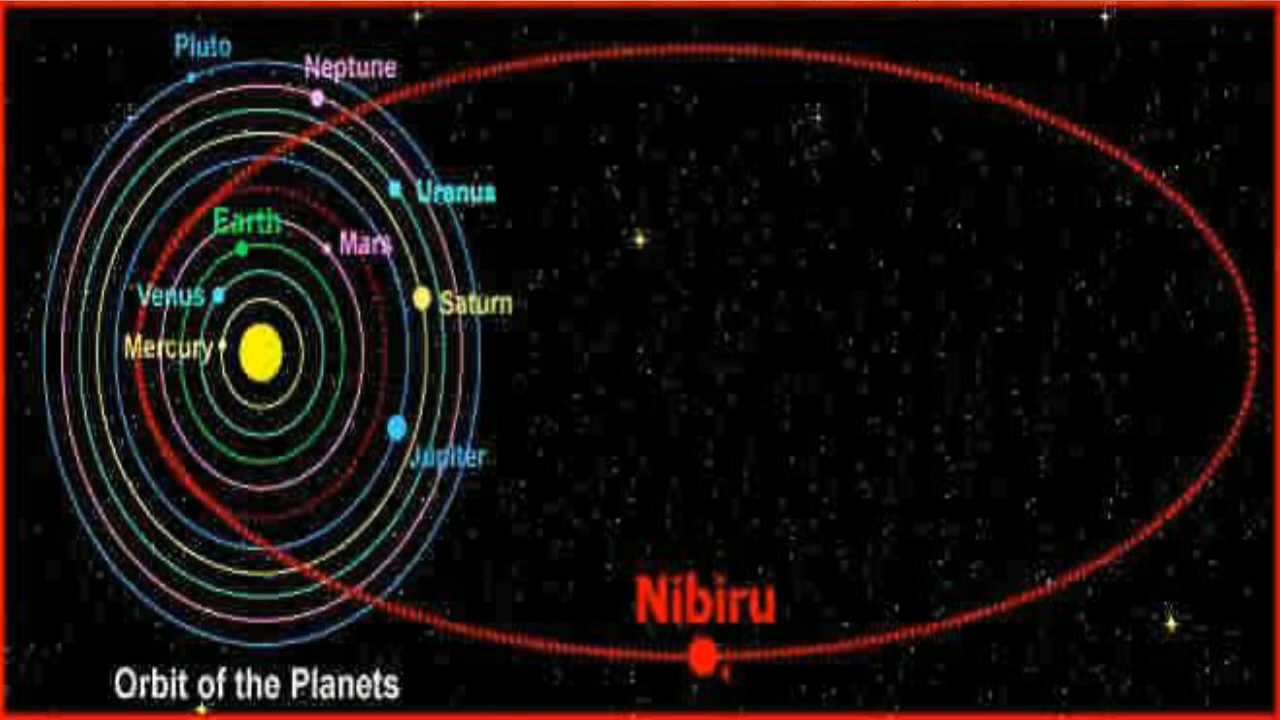 Pluto
Neptune
Uranus
Earth
Mars
Venus
Saturn
Mercury
Jupiter
Nibiru
Orbit of the Planets